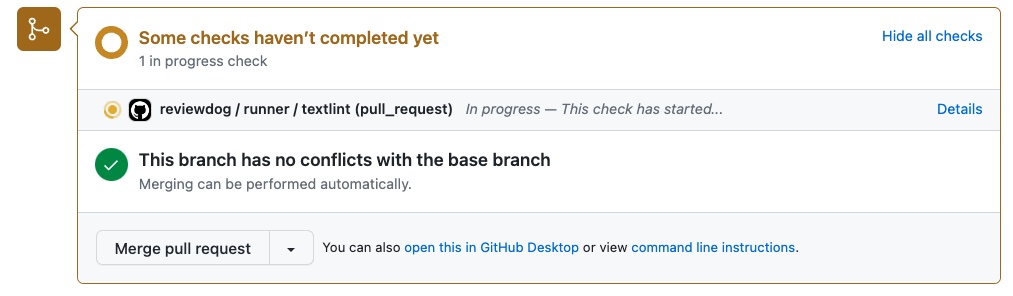 Some checks haven’t completed yet
Hide all checks
1 in progress check
reviewdog / runner / textlint (pull_request) In progress — This check has started...
Details
This branch has no conflicts with the base branch
Merging can be performed automatically.
Merge pull request
You can also open this in GitHub Desktop or view command line instructions.